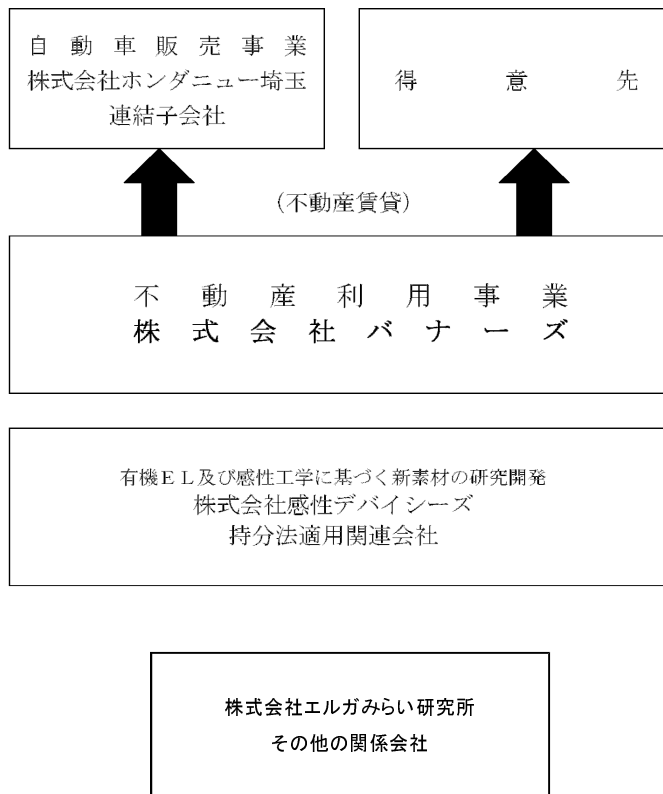 自動車販売事業
株式会社ホンダニュー埼玉
連結子会社
得意先
(不動産賃貸)
不動産利用事業
株式会社バナーズ
有機EL及び感性工学に基づく新素材の研究開発
株式会社感性デバイシーズ
持分法適用関連会社
株式会社エルガみらい研究所
その他の関係会社